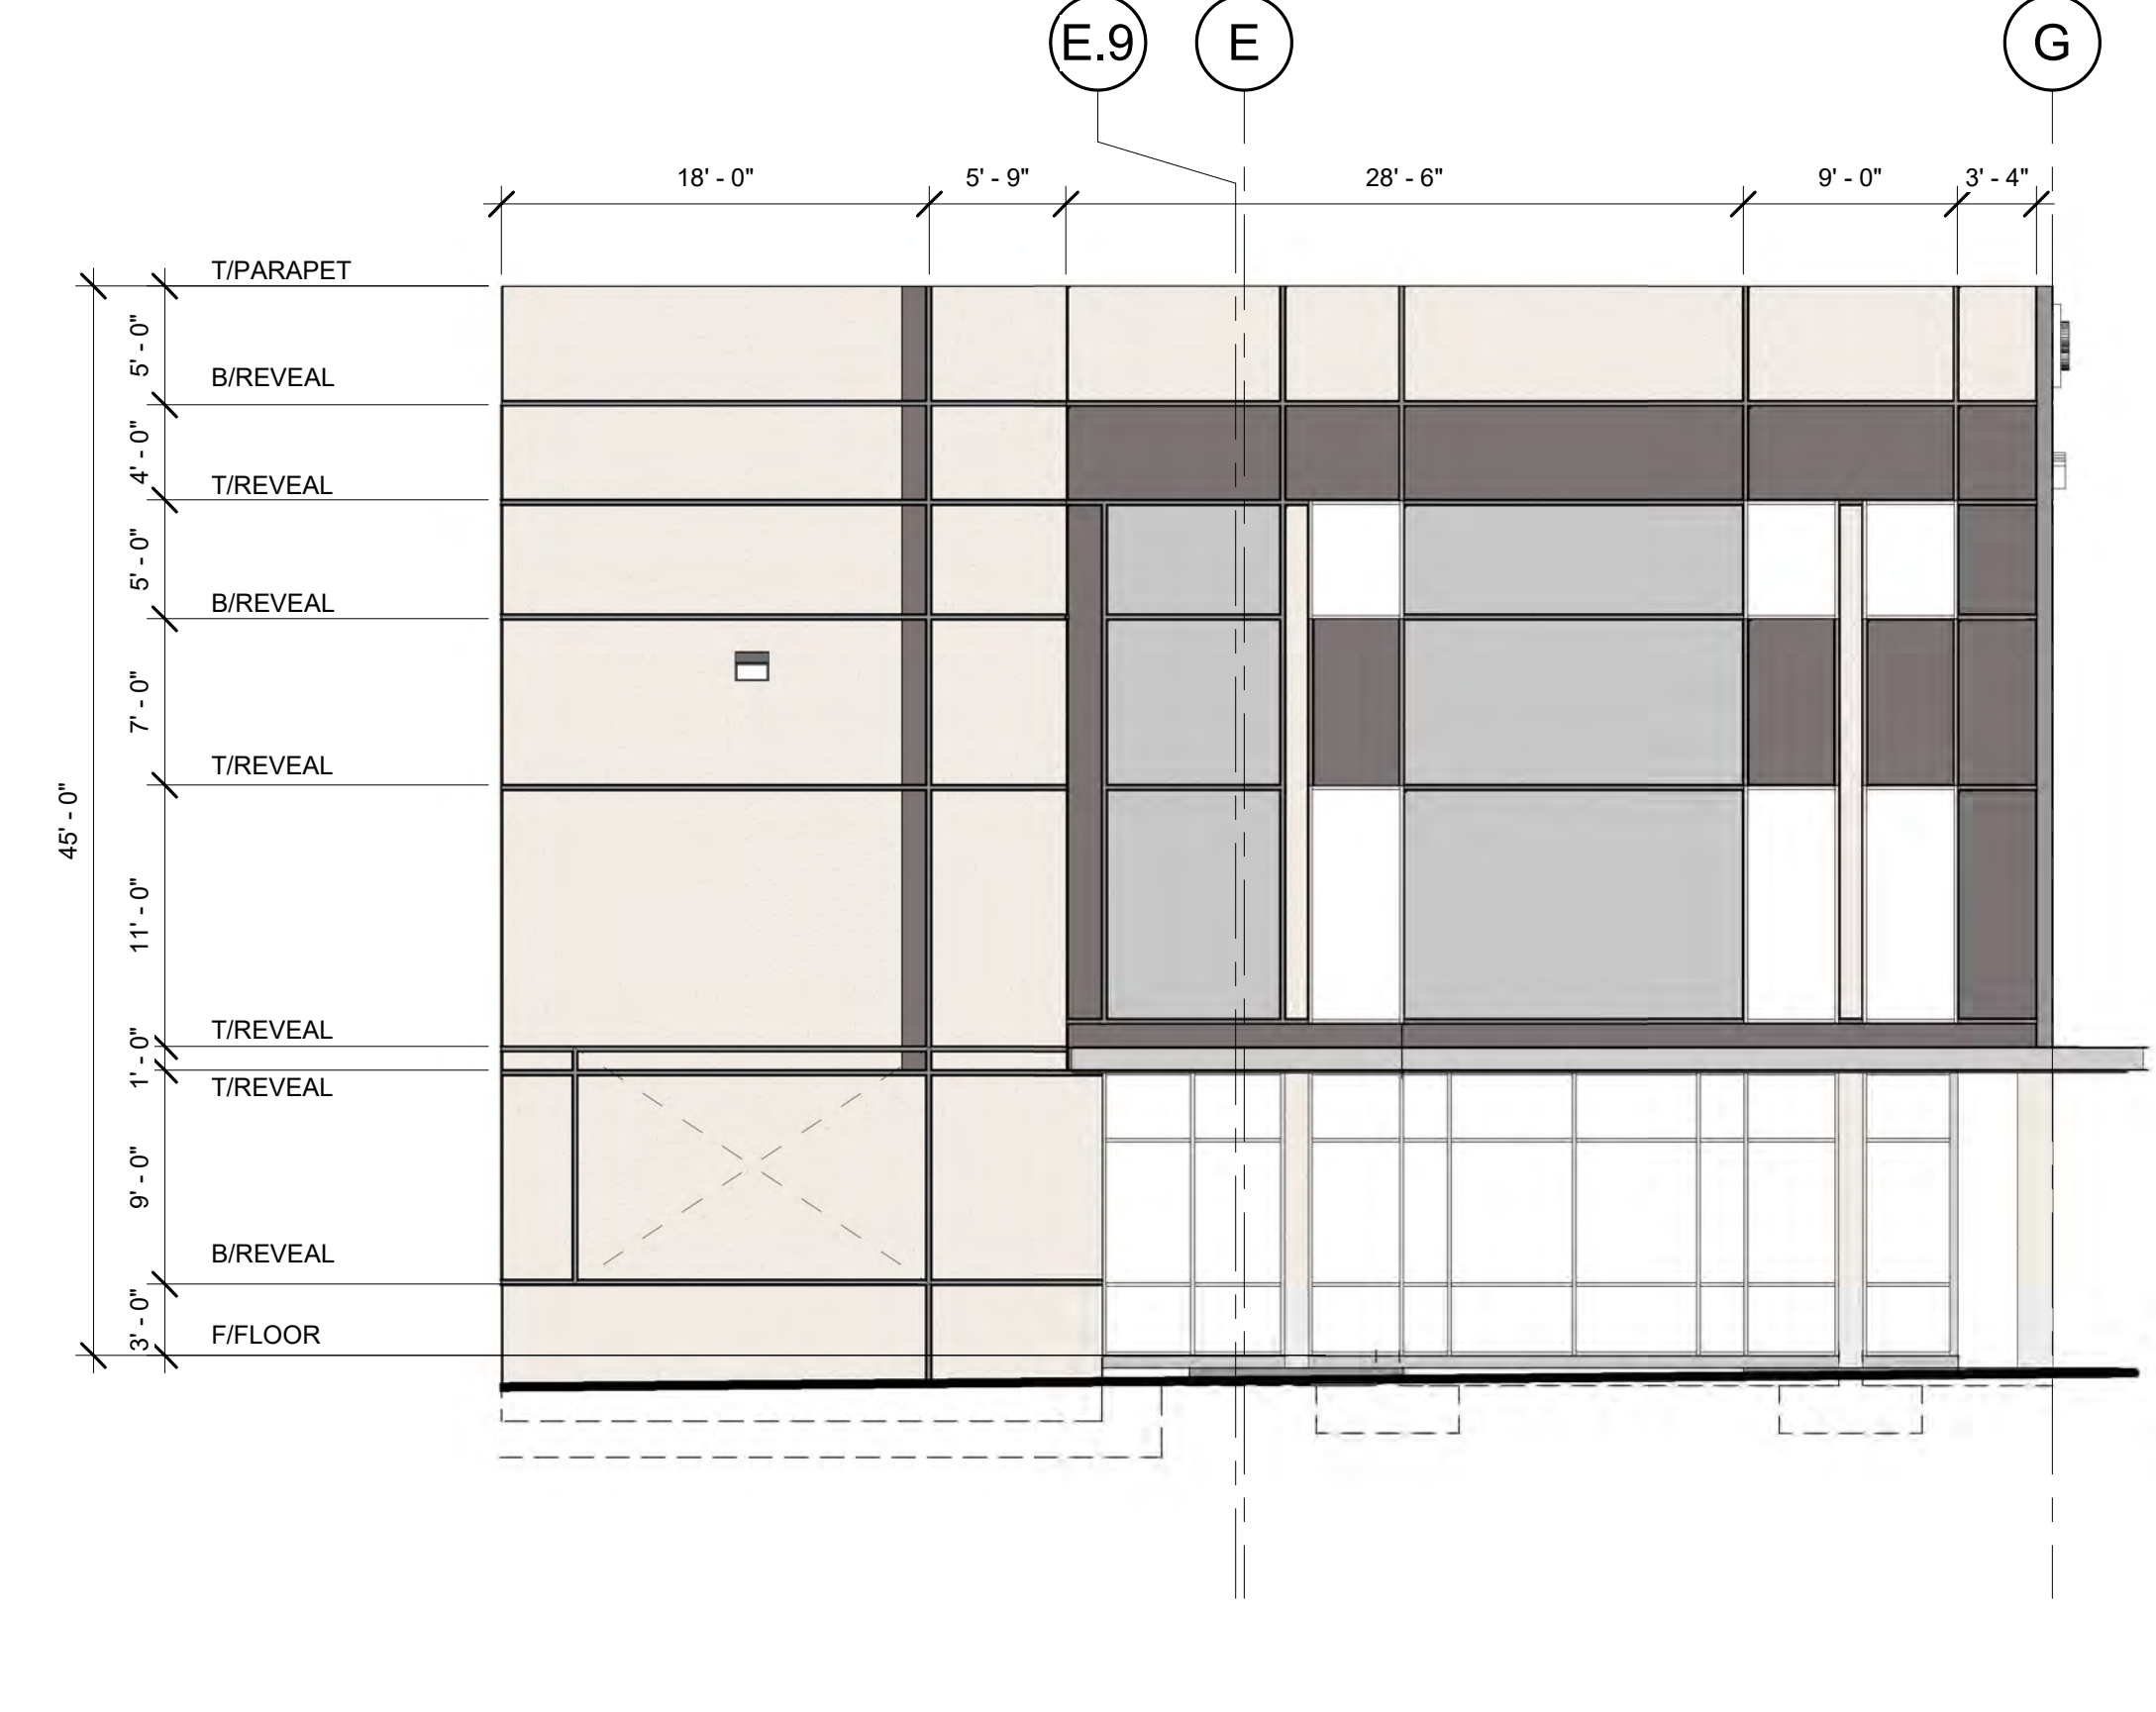 E.9 E G
18' - 0" 5' - 9" 28' - 6" 9' - 0" 3' - 4"
T/PARAPET
5' - 0"
B/REVEAL
4' - 0"
T/REVEAL
5' - 0"
B/REVEAL
7' - 0"
T/REVEAL
45' - 0"
11' - 0"
T/REVEAL
1' - 0"
T/REVEAL
9' - 0"
B/REVEAL
3' - 0"
F/FLOOR